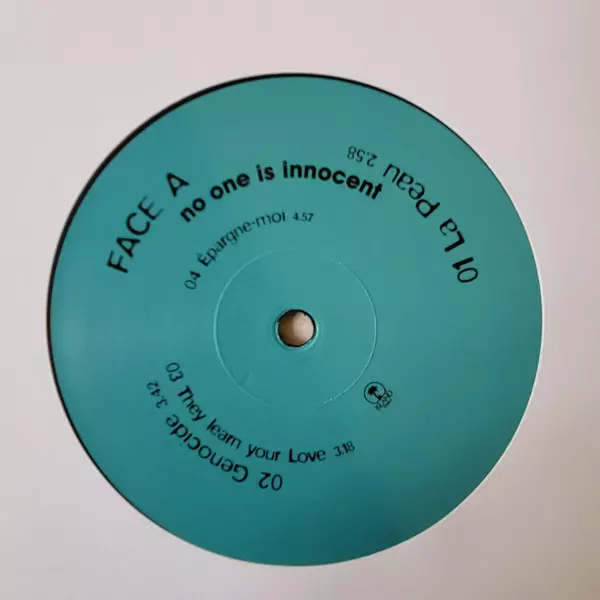 FACE A
no one is innocent
01 La Peau 2.58
02 Genocide 3.42
03 They learn your Love 3.18
04 Épargne-moi 4.57